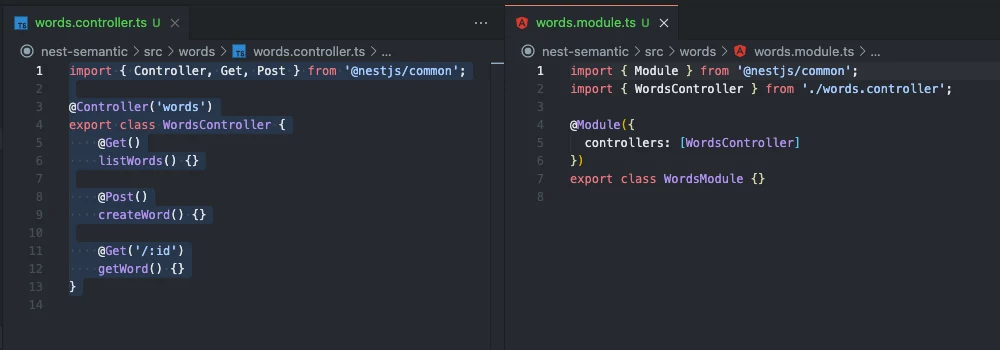 words.controller.ts U
nest-semantic > src > words > words.controller.ts > ...
1 import { Controller, Get, Post } from '@nestjs/common';
2
3 @Controller('words')
4 export class WordsController {
5 @Get()
6 listWords() {}
7
8 @Post()
9 createWord() {}
10
11 @Get('/:id')
12 getWord() {}
13 }
14
words.module.ts U
nest-semantic > src > words > words.module.ts > ...
1 import { Module } from '@nestjs/common';
2 import { WordsController } from './words.controller';
3
4 @Module({
5 controllers: [WordsController]
6 })
7 export class WordsModule {}
8